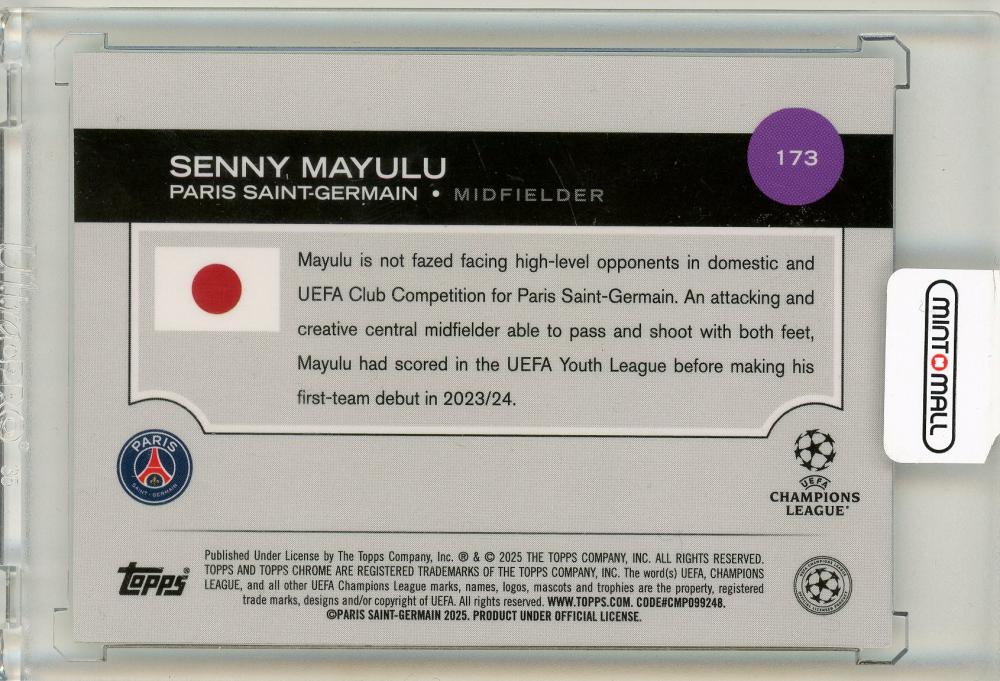 SENNY MAYULU
PARIS SAINT-GERMAIN • MIDFIELDER
173
Mayulu is not fazed facing high-level opponents in domestic and
UEFA Club Competition for Paris Saint-Germain. An attacking and
creative central midfielder able to pass and shoot with both feet,
Mayulu had scored in the UEFA Youth League before making his
first-team debut in 2023/24.
MINTMALL
PARIS
SAINT-GERMAIN
UEFA
CHAMPIONS
LEAGUE®
topps®
Published Under License by The Topps Company, Inc. ® & © 2025 THE TOPPS COMPANY, INC. ALL RIGHTS RESERVED.
TOPPS AND TOPPS CHROME ARE REGISTERED TRADEMARKS OF THE TOPPS COMPANY, INC. The word(s) UEFA, CHAMPIONS
LEAGUE, and all other UEFA Champions League marks, names, logos, mascots and trophies are the property, registered
trade marks, designs and/or copyright of UEFA. All rights reserved. WWW.TOPPS.COM. CODE#CMP099248.
©PARIS SAINT-GERMAIN 2025. PRODUCT UNDER OFFICIAL LICENSE.